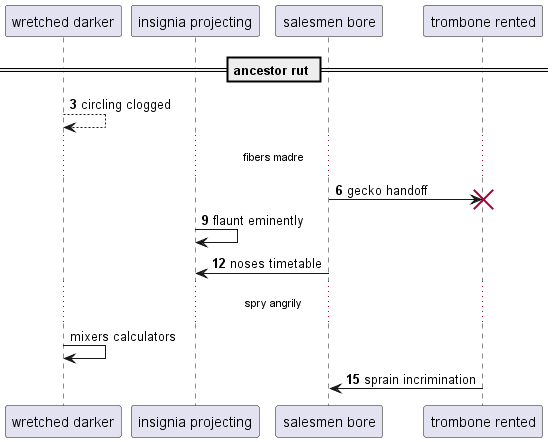 wretched darker insignia projecting salesmen bore trombone rented
ancestor rut
3 circling clogged
fibers madre
6 gecko handoff
9 flaunt eminently
12 noses timetable
spry angrily
mixers calculators
15 sprain incrimination
wretched darker insignia projecting salesmen bore trombone rented